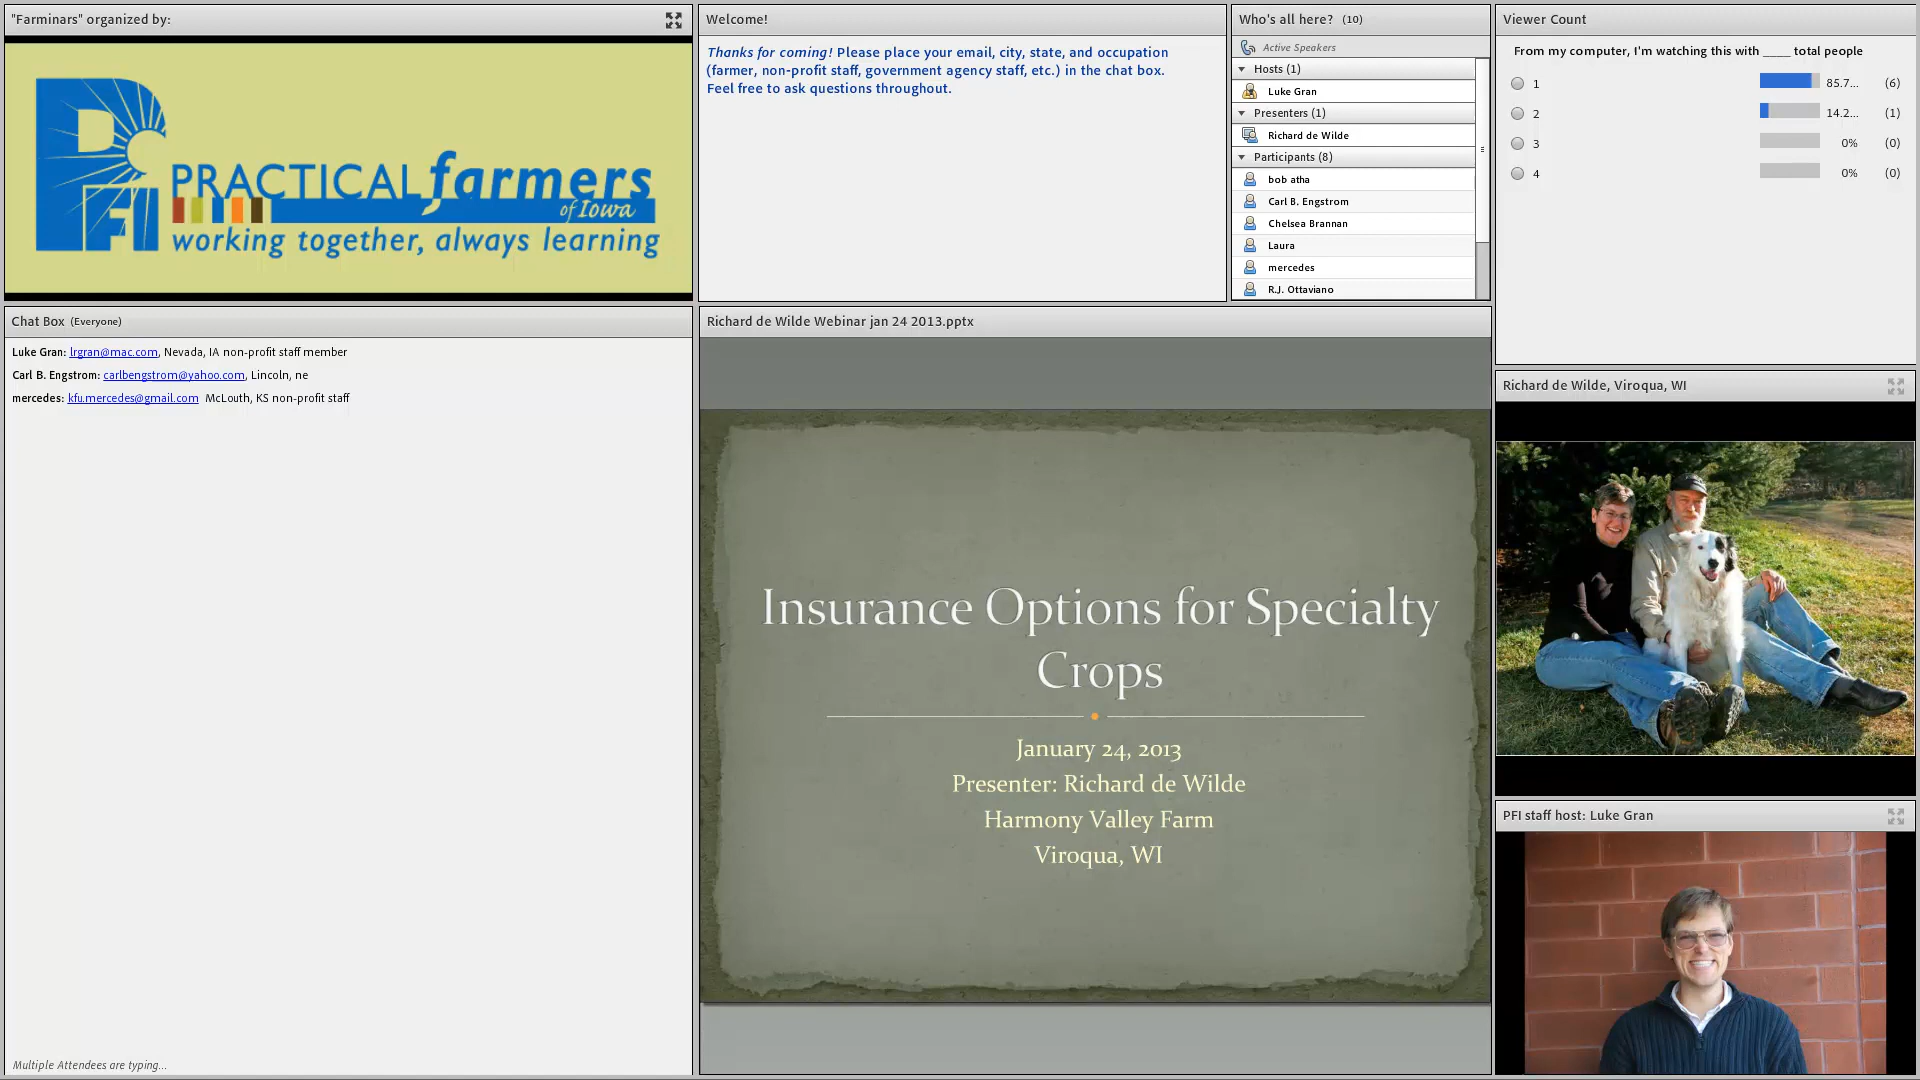 "Farminars" organized by:
PFI
PRACTICAL farmers
of Iowa
working together, always learning
Welcome!
Thanks for coming! Please place your email, city, state, and occupation
(farmer, non-profit staff, government agency staff, etc.) in the chat box.
Feel free to ask questions throughout.
Who's all here? (10)
Active Speakers
Hosts (1)
Luke Gran
Presenters (1)
Richard de Wilde
Participants (8)
bob atha
Carl B. Engstrom
Chelsea Brannan
Laura
mercedes
R.J. Ottaviano
Viewer Count
From my computer, I'm watching this with ____ total people
1 85.7... (6)
2 14.2... (1)
3 0% (0)
4 0% (0)
Chat Box (Everyone)
Luke Gran: lrgran@mac.com, Nevada, IA non-profit staff member
Carl B. Engstrom: carlbengstrom@yahoo.com, Lincoln, ne
mercedes: kfu.mercedes@gmail.com McLouth, KS non-profit staff
Multiple Attendees are typing...
Richard de Wilde Webinar jan 24 2013.pptx
Insurance Options for Specialty
Crops
January 24, 2013
Presenter: Richard de Wilde
Harmony Valley Farm
Viroqua, WI
Richard de Wilde, Viroqua, WI
PFI staff host: Luke Gran